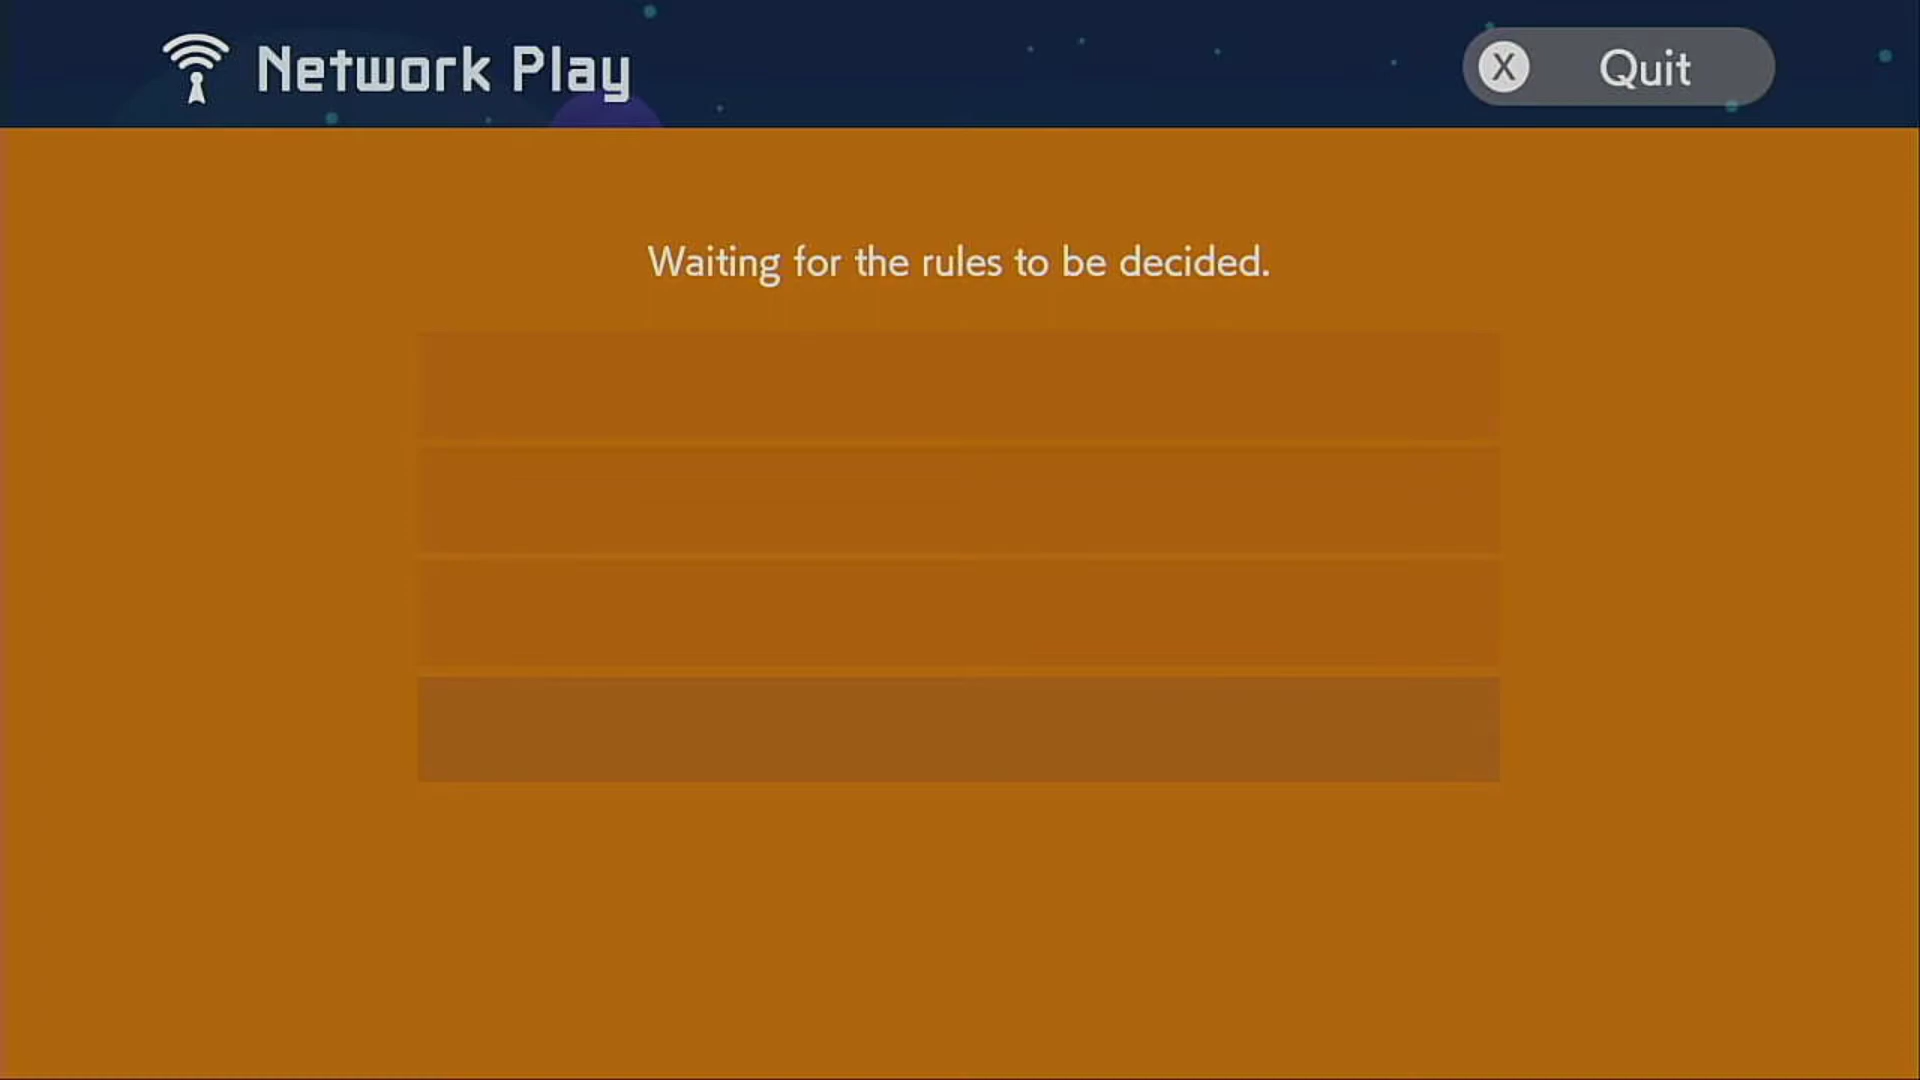 Network Play
X Quit
Waiting for the rules to be decided.